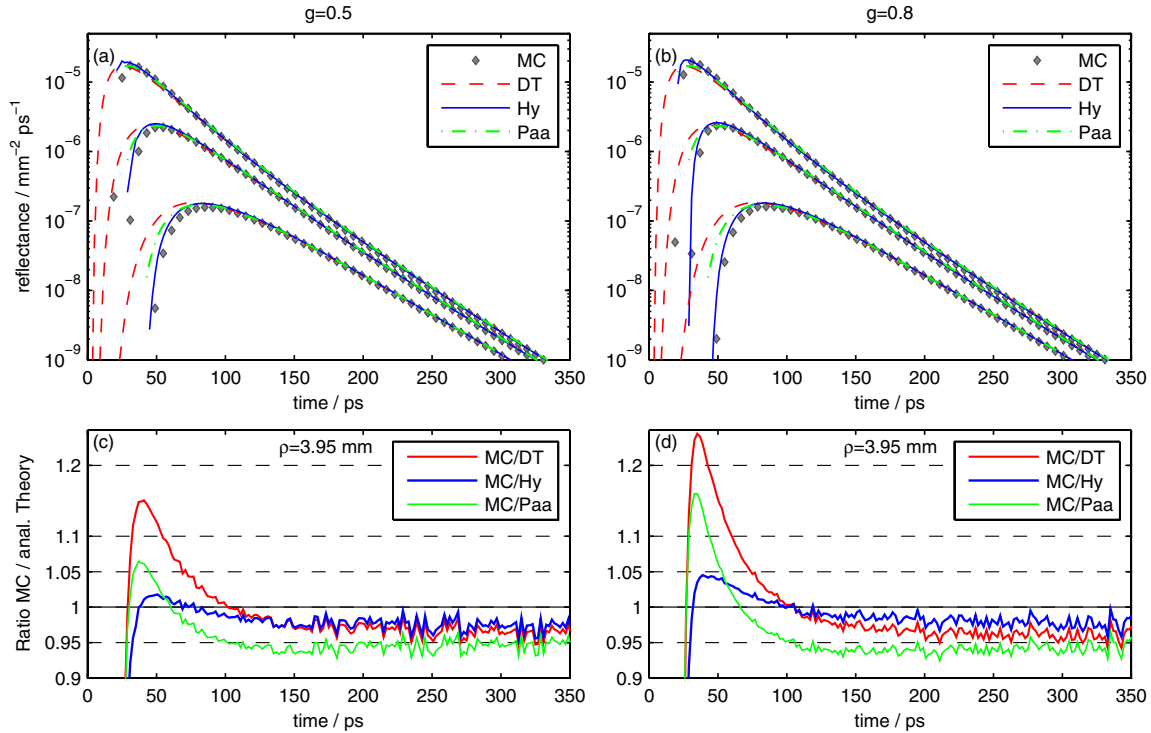 g=0.5
g=0.8
(a)
MC
DT
Hy
Paa
reflectance / mm⁻² ps⁻¹
10⁻⁵
10⁻⁶
10⁻⁷
10⁻⁸
10⁻⁹
0 50 100 150 200 250 300 350
time / ps
(b)
MC
DT
Hy
Paa
10⁻⁵
10⁻⁶
10⁻⁷
10⁻⁸
10⁻⁹
0 50 100 150 200 250 300 350
time / ps
(c)
ρ=3.95 mm
MC/DT
MC/Hy
MC/Paa
Ratio MC / anal. Theory
1.2
1.1
1.05
1
0.95
0.9
0 50 100 150 200 250 300 350
time / ps
(d)
ρ=3.95 mm
MC/DT
MC/Hy
MC/Paa
1.2
1.1
1.05
1
0.95
0.9
0 50 100 150 200 250 300 350
time / ps